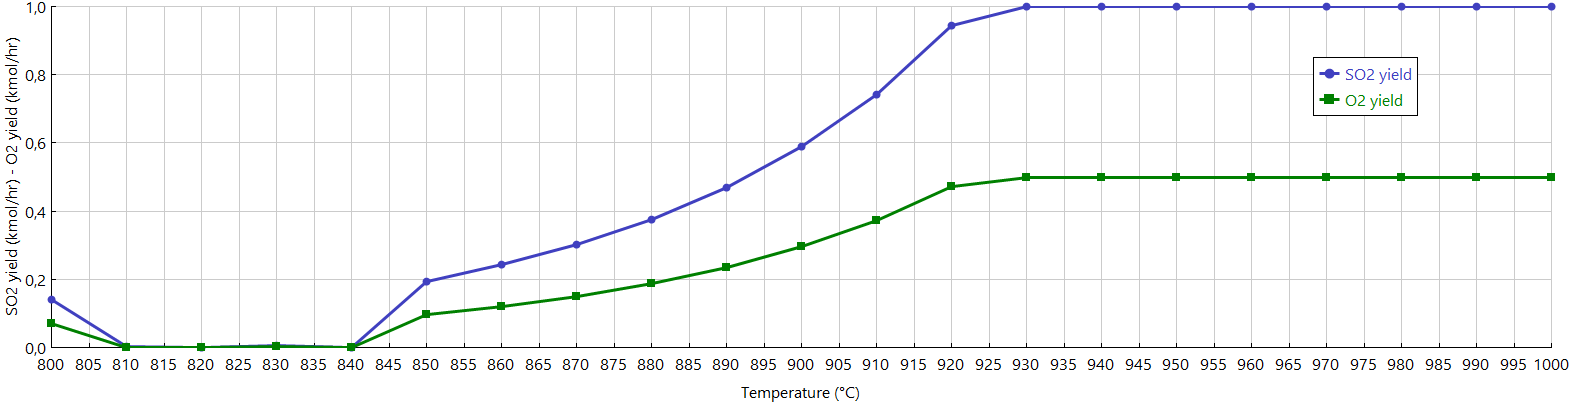 1,0
0,8
0,6
0,4
0,2
0,0
SO2 yield (kmol/hr) - O2 yield (kmol/hr)
SO2 yield
O2 yield
800 805 810 815 820 825 830 835 840 845 850 855 860 865 870 875 880 885 890 895 900 905 910 915 920 925 930 935 940 945 950 955 960 965 970 975 980 985 990 995 1000
Temperature (°C)